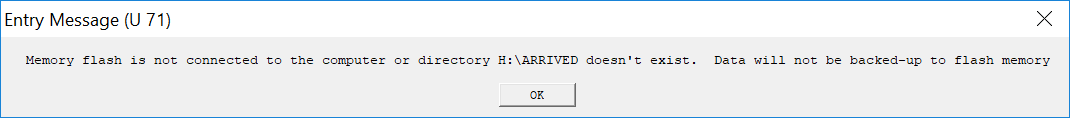 Entry Message (U 71)
Memory flash is not connected to the computer or directory H:\ARRIVED doesn't exist.  Data will not be backed-up to flash memory
OK